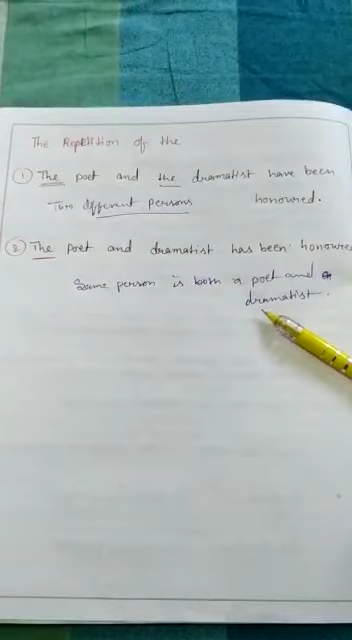 The Repetition of the
① The poet and the dramatist have been
Two different persons honoured.
② The poet and dramatist has been honoured
Same person is both a poet and
dramatist.